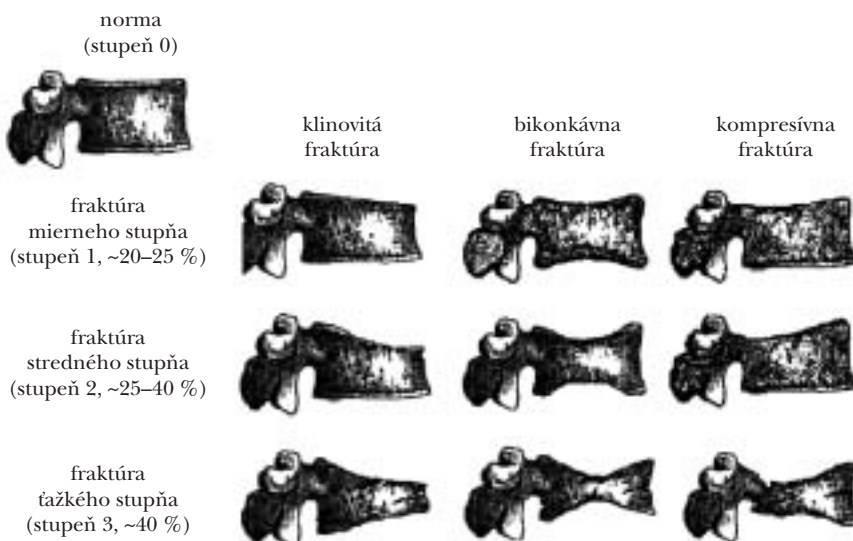 norma
(stupeň 0)
klinovitá
fraktúra
bikonkávna
fraktúra
kompresívna
fraktúra
fraktúra
mierneho stupňa
(stupeň 1, ~20–25 %)
fraktúra
stredného stupňa
(stupeň 2, ~25–40 %)
fraktúra
ťažkého stupňa
(stupeň 3, ~40 %)